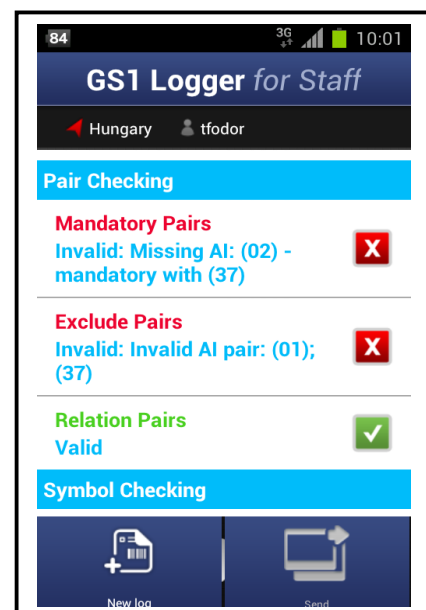 84 3G 10:01
GS1 Logger for Staff
Hungary tfodor
Pair Checking
Mandatory Pairs
Invalid: Missing AI: (02) -
mandatory with (37)
Exclude Pairs
Invalid: Invalid AI pair: (01);
(37)
Relation Pairs
Valid
Symbol Checking
New log Send